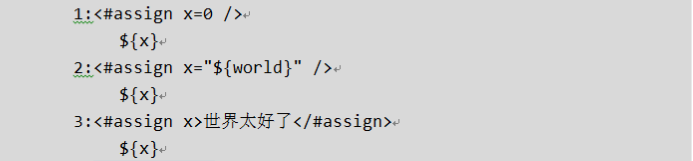 1:<#assign x=0 />
${x}
2:<#assign x="${world}" />
${x}
3:<#assign x>世界太好了</#assign>
${x}